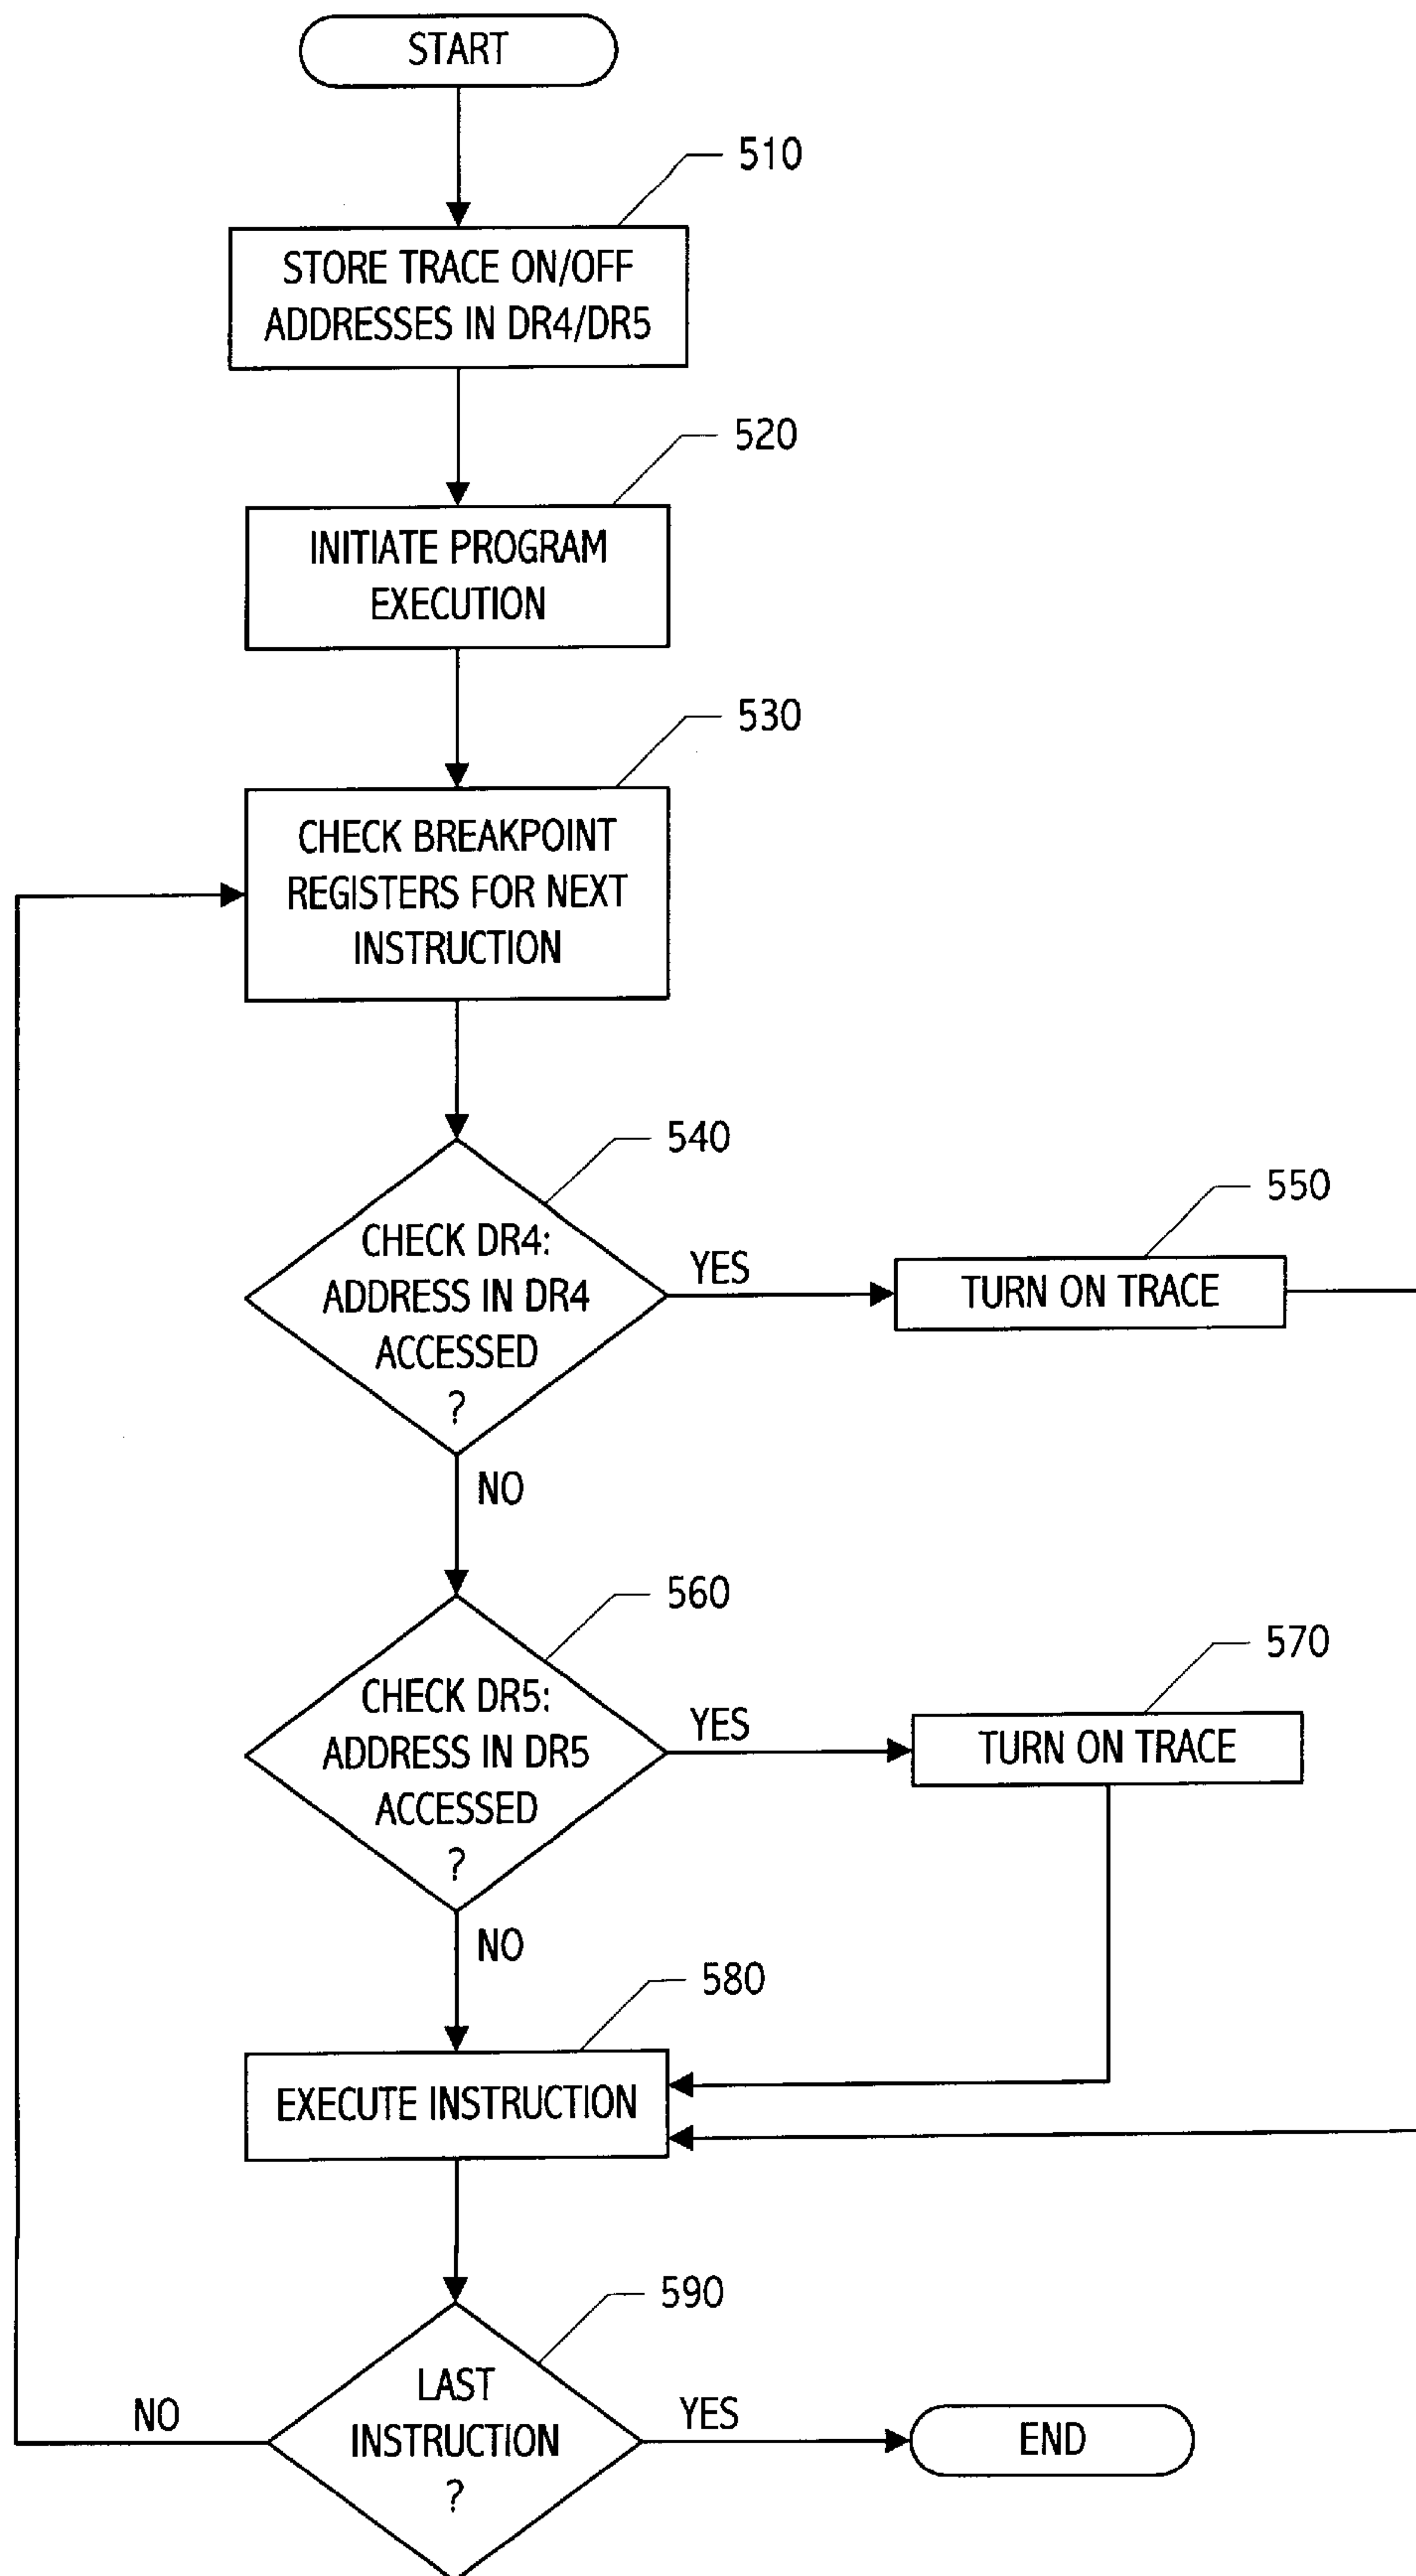 START
510
STORE TRACE ON/OFF
ADDRESSES IN DR4/DR5
520
INITIATE PROGRAM
EXECUTION
530
CHECK BREAKPOINT
REGISTERS FOR NEXT
INSTRUCTION
540
CHECK DR4:
ADDRESS IN DR4
ACCESSED
?
YES
550
TURN ON TRACE
NO
560
CHECK DR5:
ADDRESS IN DR5
ACCESSED
?
YES
570
TURN ON TRACE
NO
580
EXECUTE INSTRUCTION
590
LAST
INSTRUCTION
?
NO
YES
END